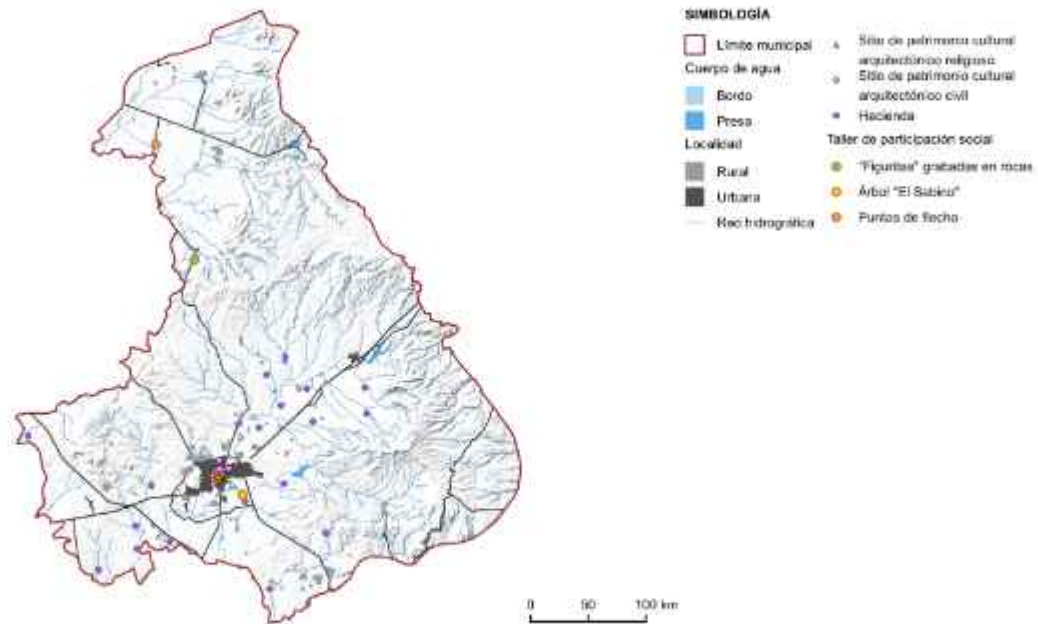 SIMBOLOGÍA
Límite municipal
Cuerpo de agua
Bordo
Presa
Localidad
Rural
Urbana
Red hidrográfica
Sitio de patrimonio cultural
arquitectónico religioso
Sitio de patrimonio cultural
arquitectónico civil
Hacienda
Taller de participación social
"Figuritas" grabadas en rocas
Árbol "El Sabino"
Puntas de flecha
0 50 100 km